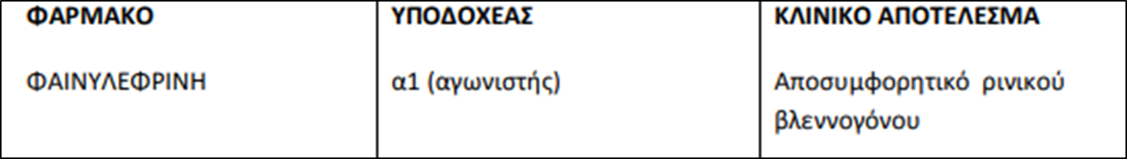 ΦΑΡΜΑΚΟ ΥΠΟΔΟΧΕΑΣ ΚΛΙΝΙΚΟ ΑΠΟΤΕΛΕΣΜΑ
ΦΑΙΝΥΛΕΦΡΙΝΗ α1 (αγωνιστής) Αποσυμφορητικό ρινικού
βλεννογόνου